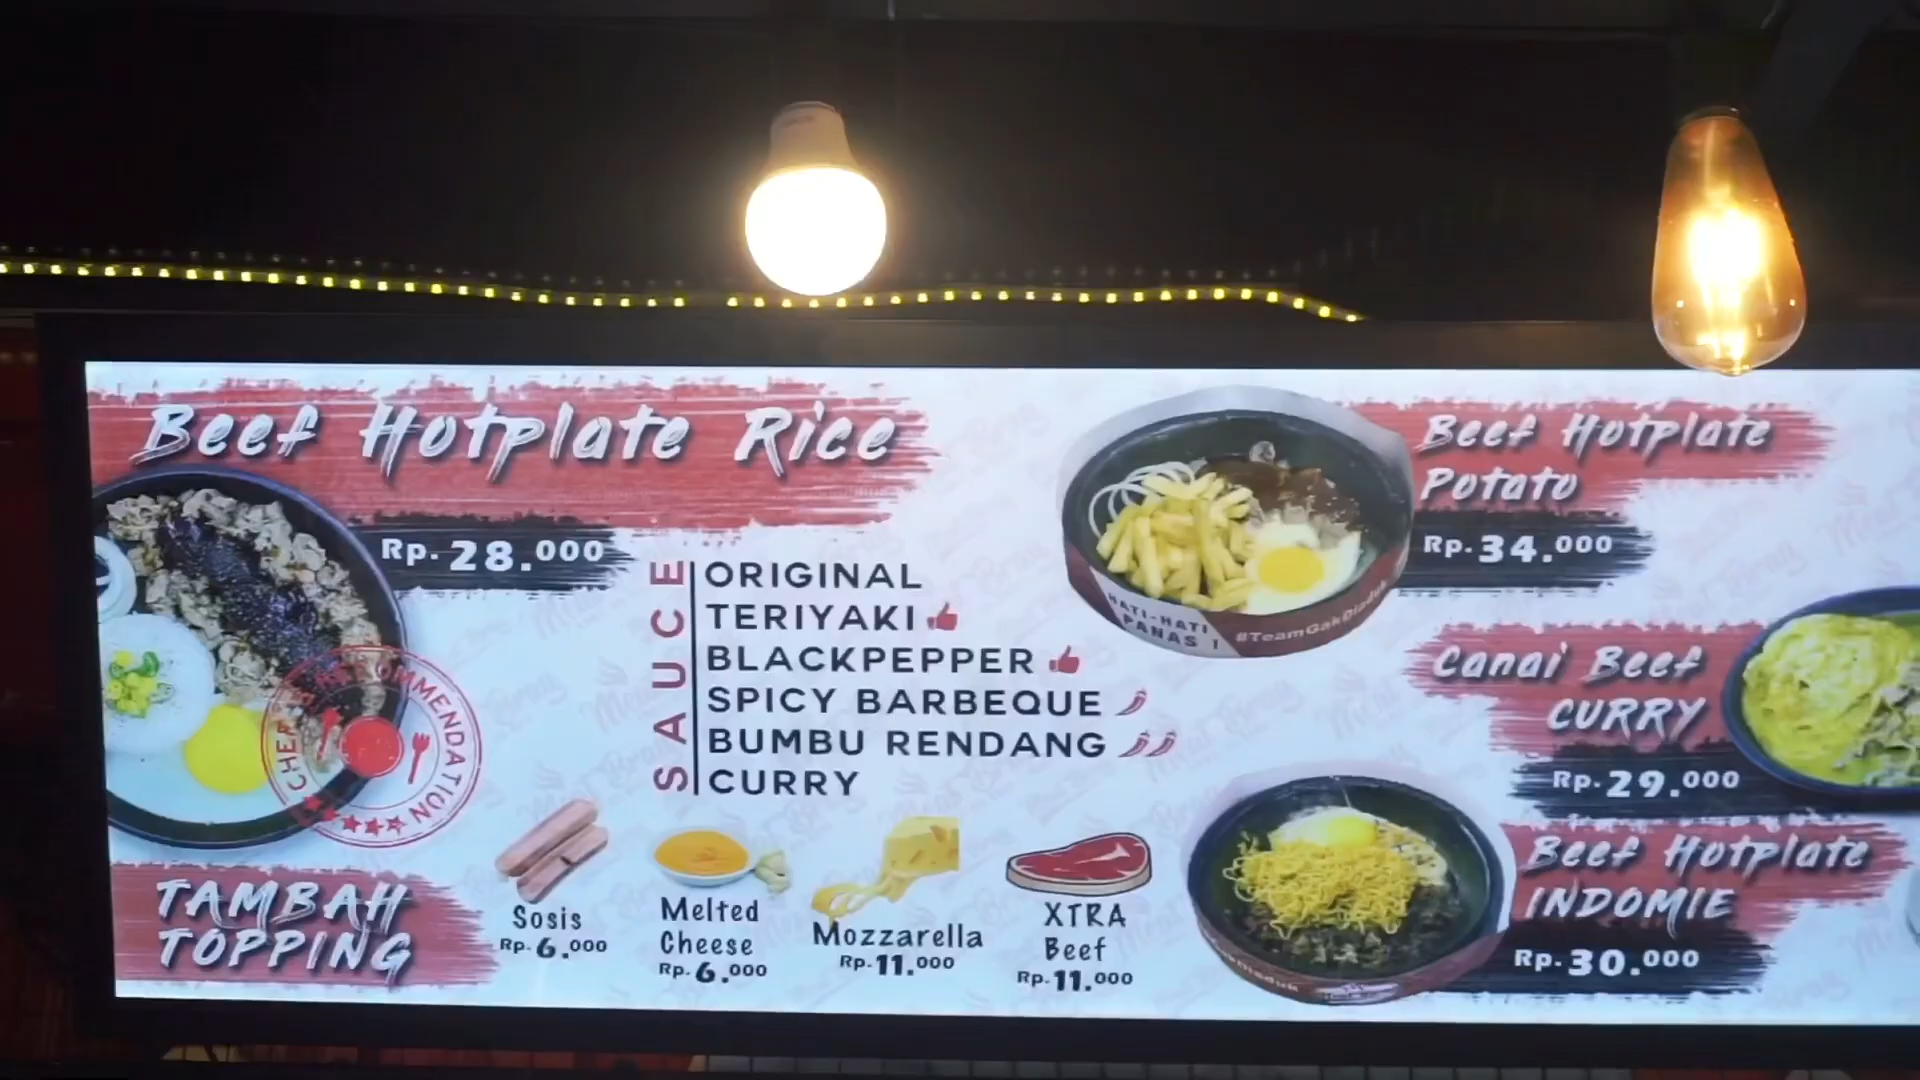 Beef Hotplate Rice
Rp. 28.000
SAUCE
ORIGINAL
TERIYAKI
BLACKPEPPER
SPICY BARBEQUE
BUMBU RENDANG
CURRY
CHEF RECOMMENDATION
TAMBAH
TOPPING
Sosis
Rp. 6.000
Melted
Cheese
Rp. 6.000
Mozzarella
Rp. 11.000
XTRA
Beef
Rp. 11.000
HATI-HATI
PANAS !
#TeamGakDiaduk
Beef Hotplate
Potato
Rp. 34.000
Canai Beef
CURRY
Rp. 29.000
Beef Hotplate
INDOMIE
Rp. 30.000